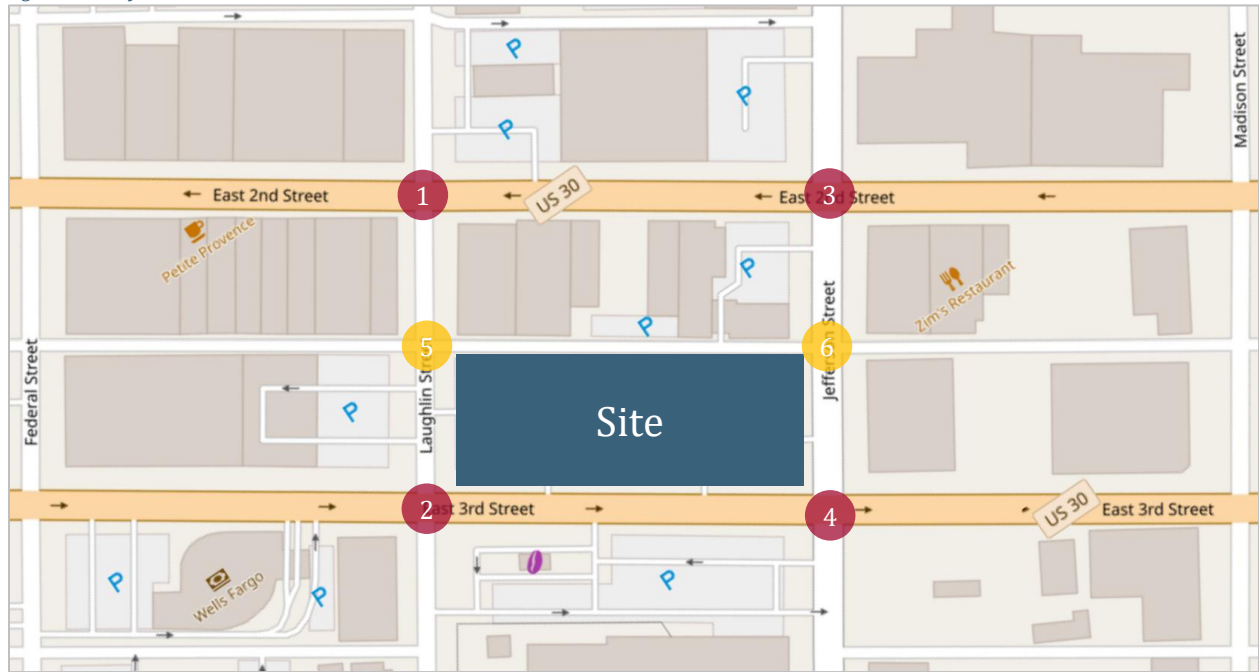 P
P
P
Madison Street
East 2nd Street
1
US 30
East 2nd Street
3
Petite Provence
P
P
Zim's Restaurant
5
6
Federal Street
Laughlin Str
Jefferson Street
P
Site
2
East 3rd Street
4
US 30
East 3rd Street
P
Wells Fargo
P
P